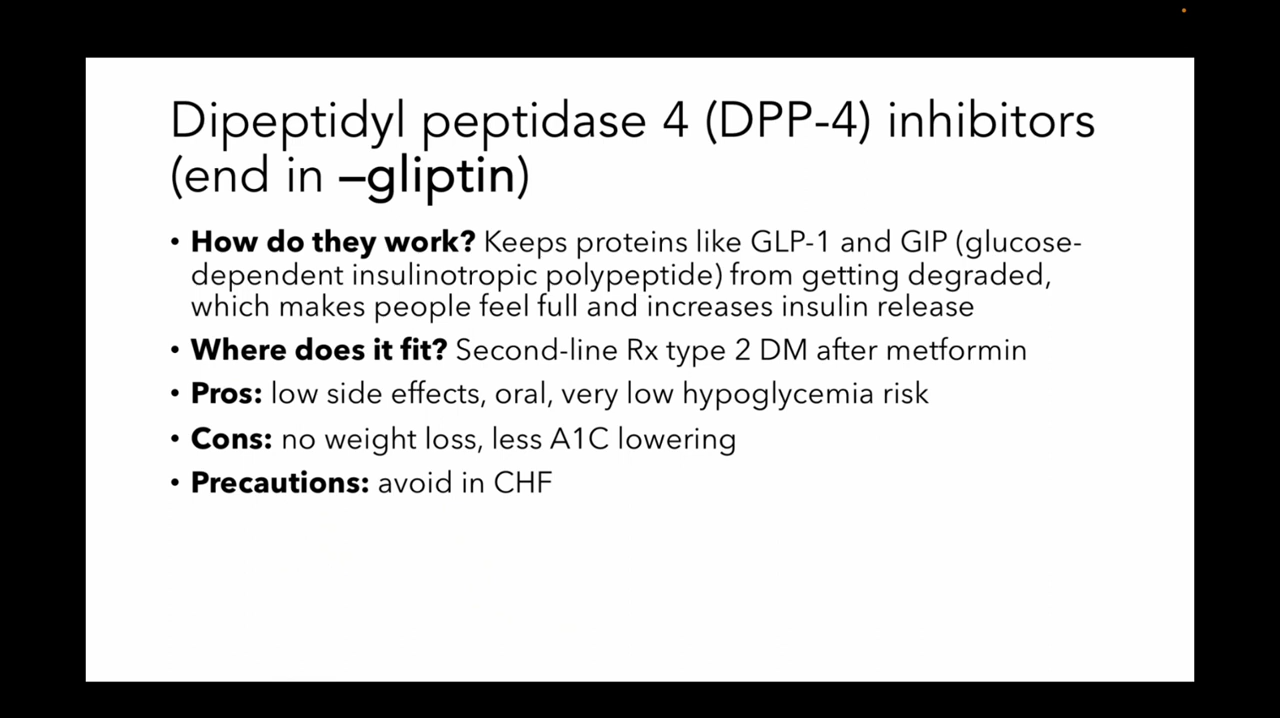 Dipeptidyl peptidase 4 (DPP-4) inhibitors
(end in –gliptin)
• How do they work? Keeps proteins like GLP-1 and GIP (glucose-
dependent insulinotropic polypeptide) from getting degraded,
which makes people feel full and increases insulin release
• Where does it fit? Second-line Rx type 2 DM after metformin
• Pros: low side effects, oral, very low hypoglycemia risk
• Cons: no weight loss, less A1C lowering
• Precautions: avoid in CHF